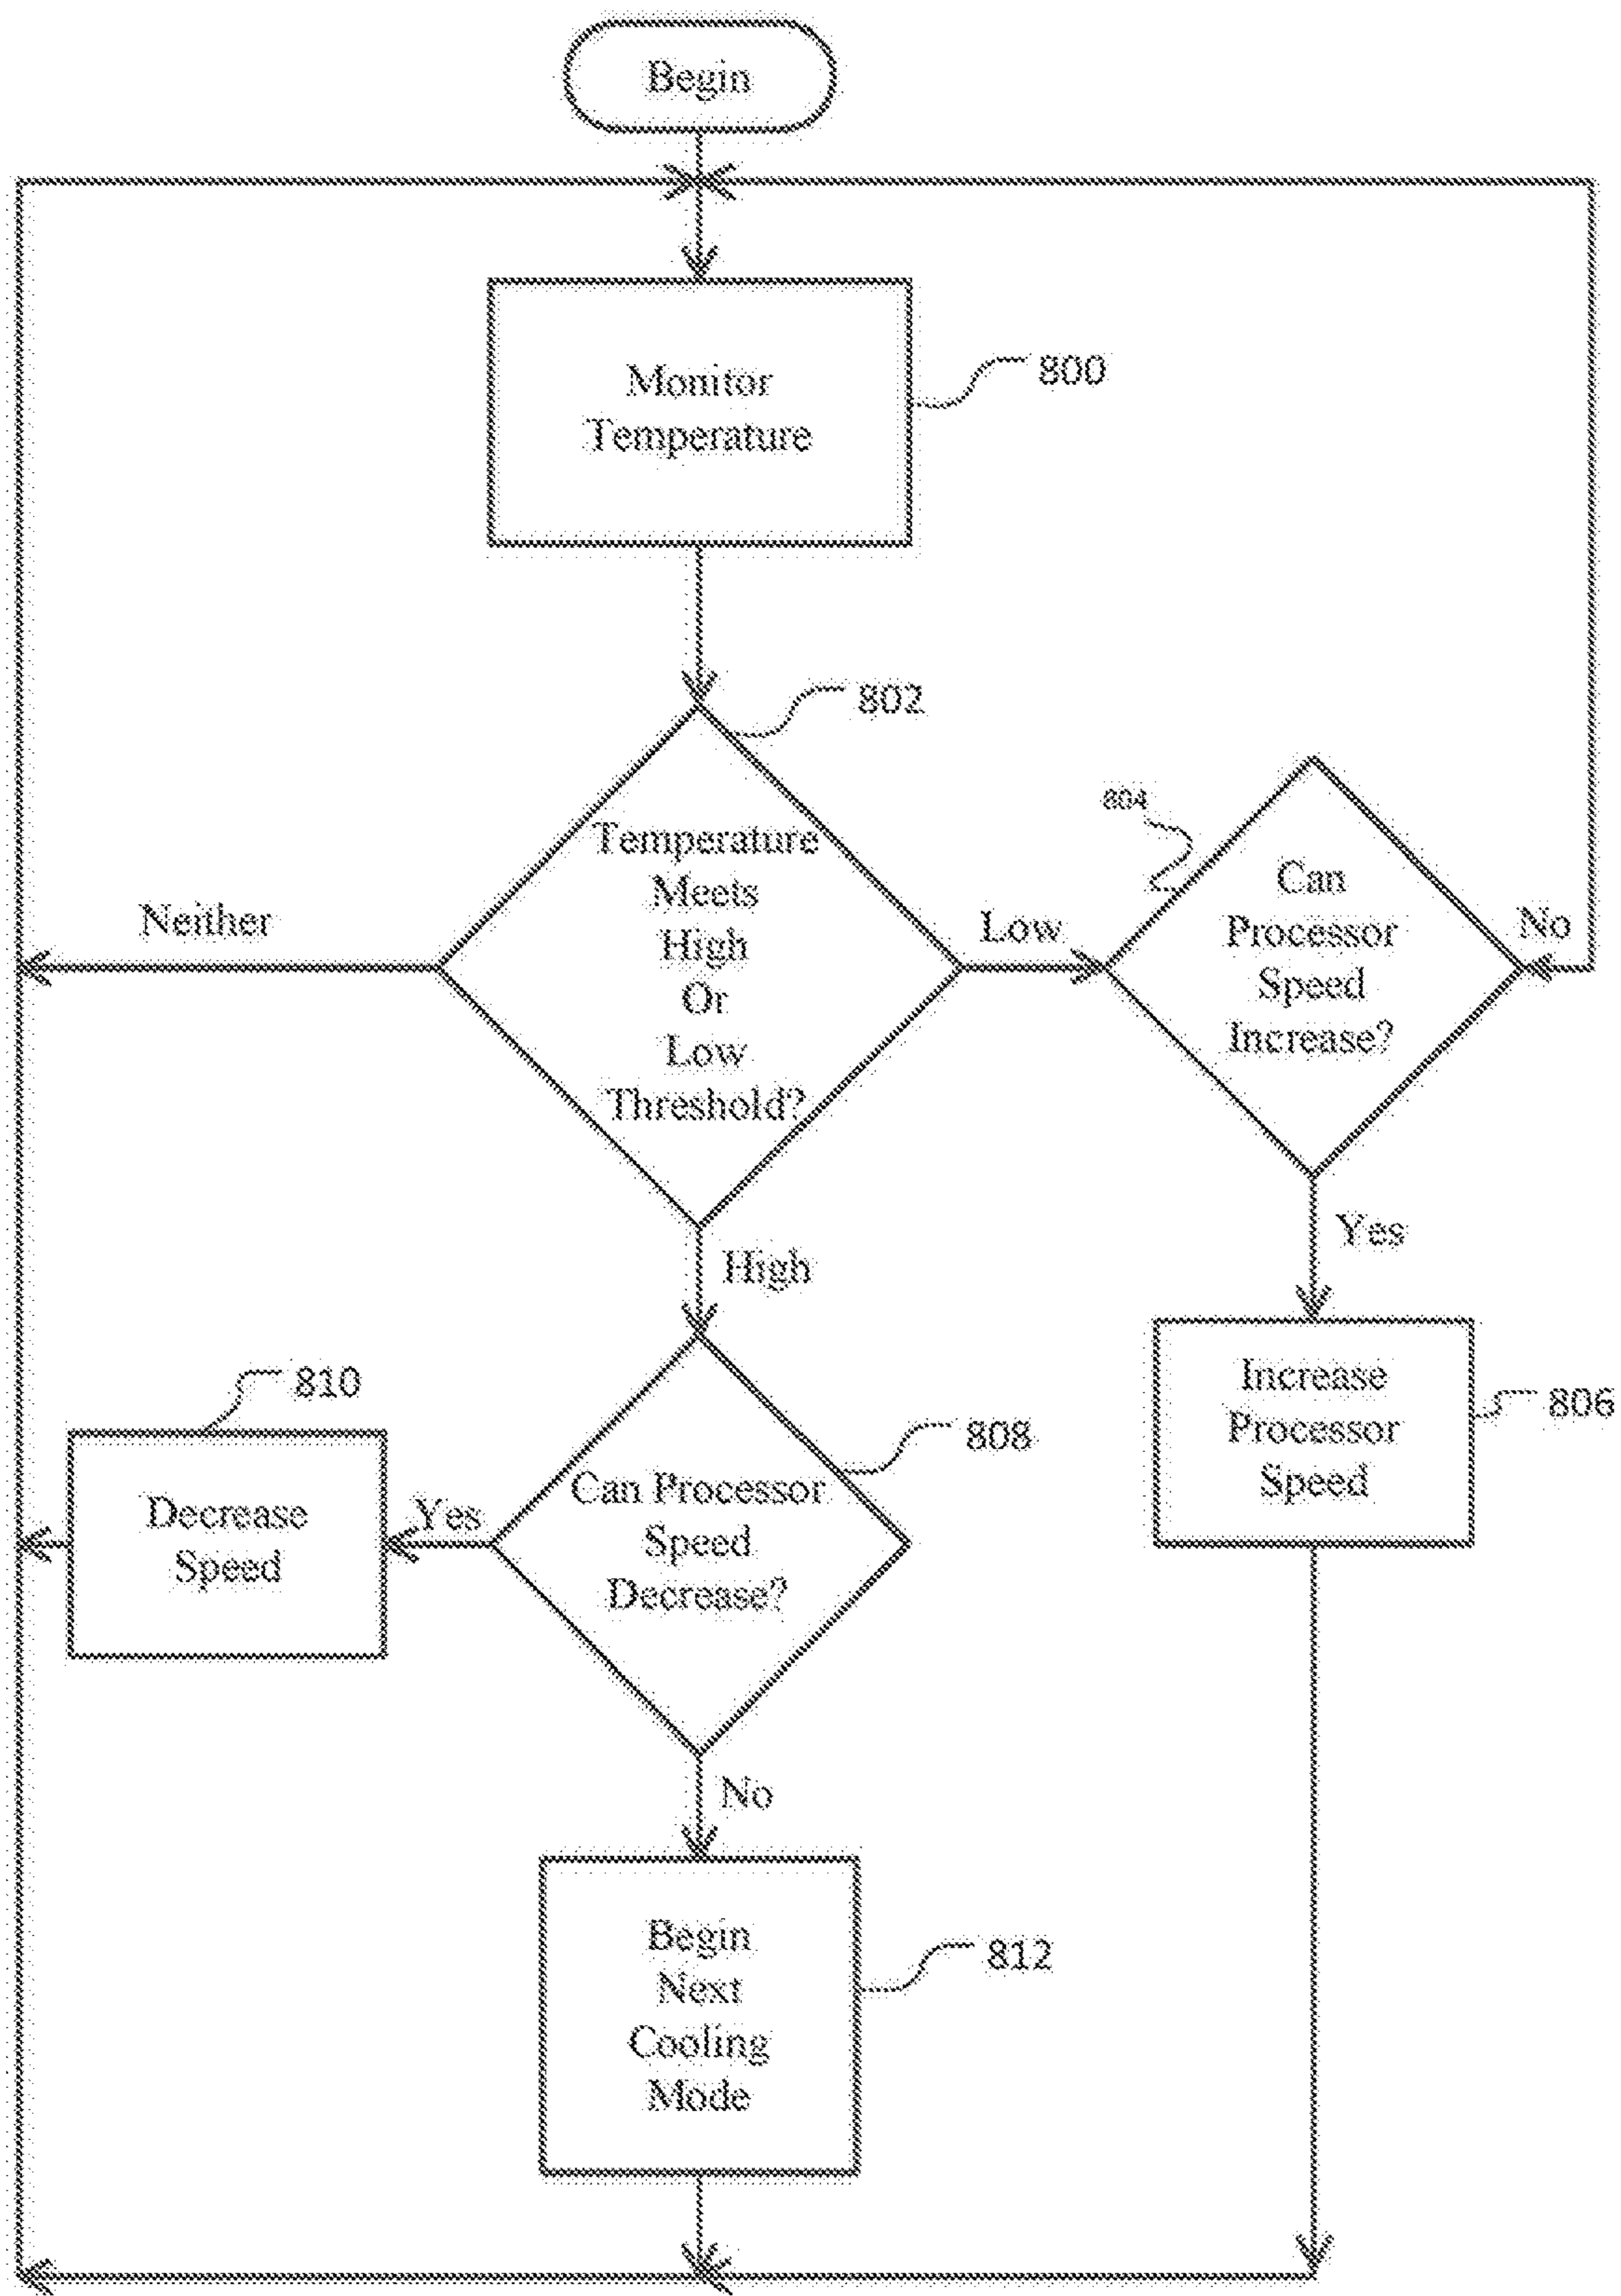 Begin
Monitor
Temperature
800
802
Temperature
Meets
High
Or
Low
Threshold?
Neither
Low
804
Can
Processor
Speed
Increase?
No
Yes
High
Increase
Processor
Speed
806
810
Decrease
Speed
Yes
808
Can Processor
Speed
Decrease?
No
Begin
Next
Cooling
Mode
812